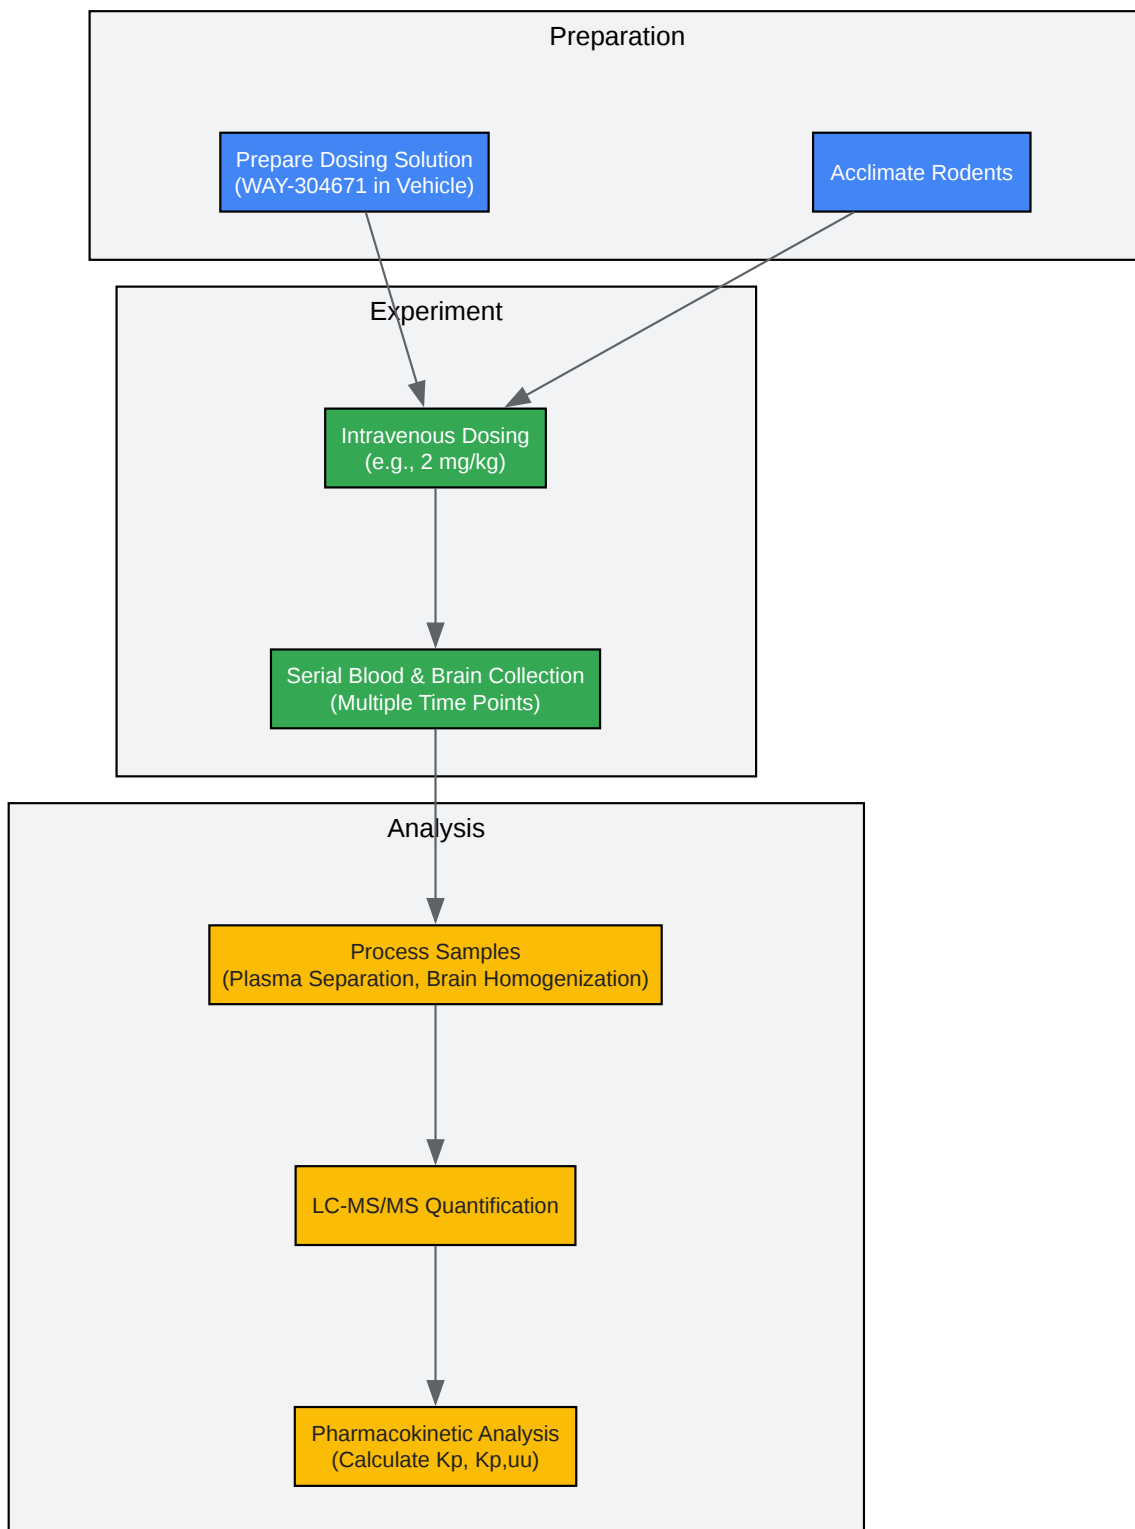 Preparation
Prepare Dosing Solution
(WAY-304671 in Vehicle)
Acclimate Rodents
Experiment
Intravenous Dosing
(e.g., 2 mg/kg)
Serial Blood & Brain Collection
(Multiple Time Points)
Analysis
Process Samples
(Plasma Separation, Brain Homogenization)
LC-MS/MS Quantification
Pharmacokinetic Analysis
(Calculate Kp, Kp,uu)